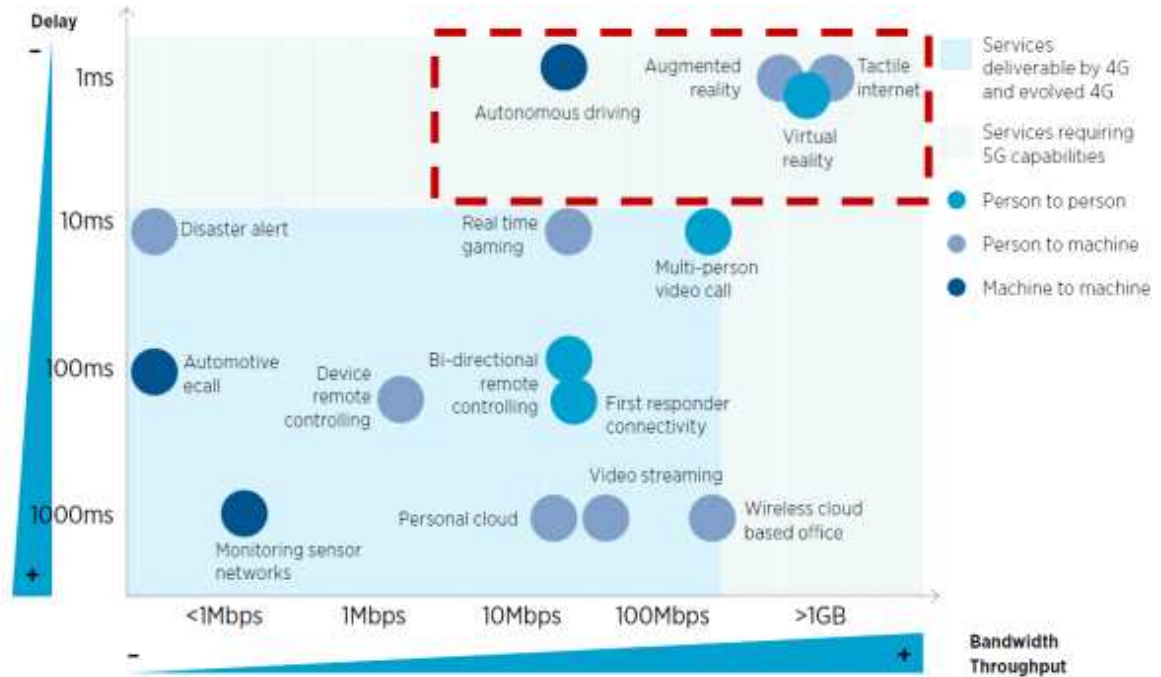 Delay
–
1ms
10ms
100ms
1000ms
+
Autonomous driving
Augmented
reality
Tactile
internet
Virtual
reality
Disaster alert
Real time
gaming
Multi-person
video call
Automotive
ecall
Device
remote
controlling
Bi-directional
remote
controlling
First responder
connectivity
Video streaming
Monitoring sensor
networks
Personal cloud
Wireless cloud
based office
<1Mbps
1Mbps
10Mbps
100Mbps
>1GB
–
+
Bandwidth
Throughput
Services
deliverable by 4G
and evolved 4G
Services requiring
5G capabilities
Person to person
Person to machine
Machine to machine